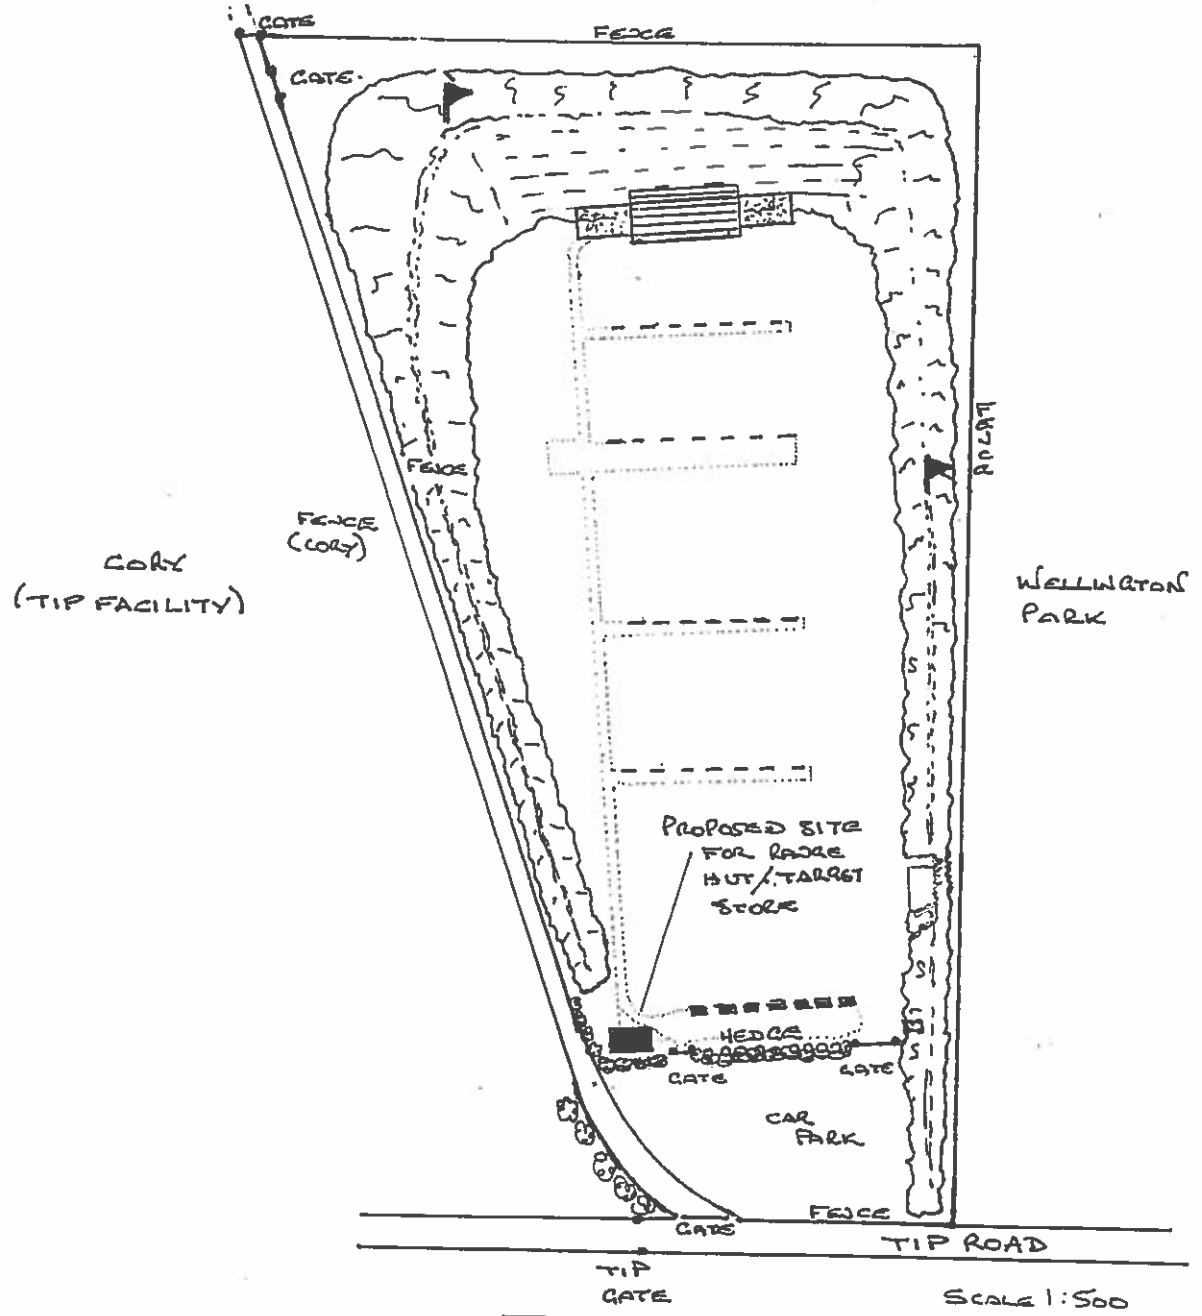 GATE
FENCE
GATE.
FENCE
FENCE
FENCE
(CORY)
CORY
(TIP FACILITY)
WELLINGTON
PARK
PROPOSED SITE
FOR RANGE
HUT/TARGET
STORE
HEDGE
GATE
GATE
CAR
PARK
FENCE
GATE
TIP ROAD
TIP
GATE
SCALE 1:500